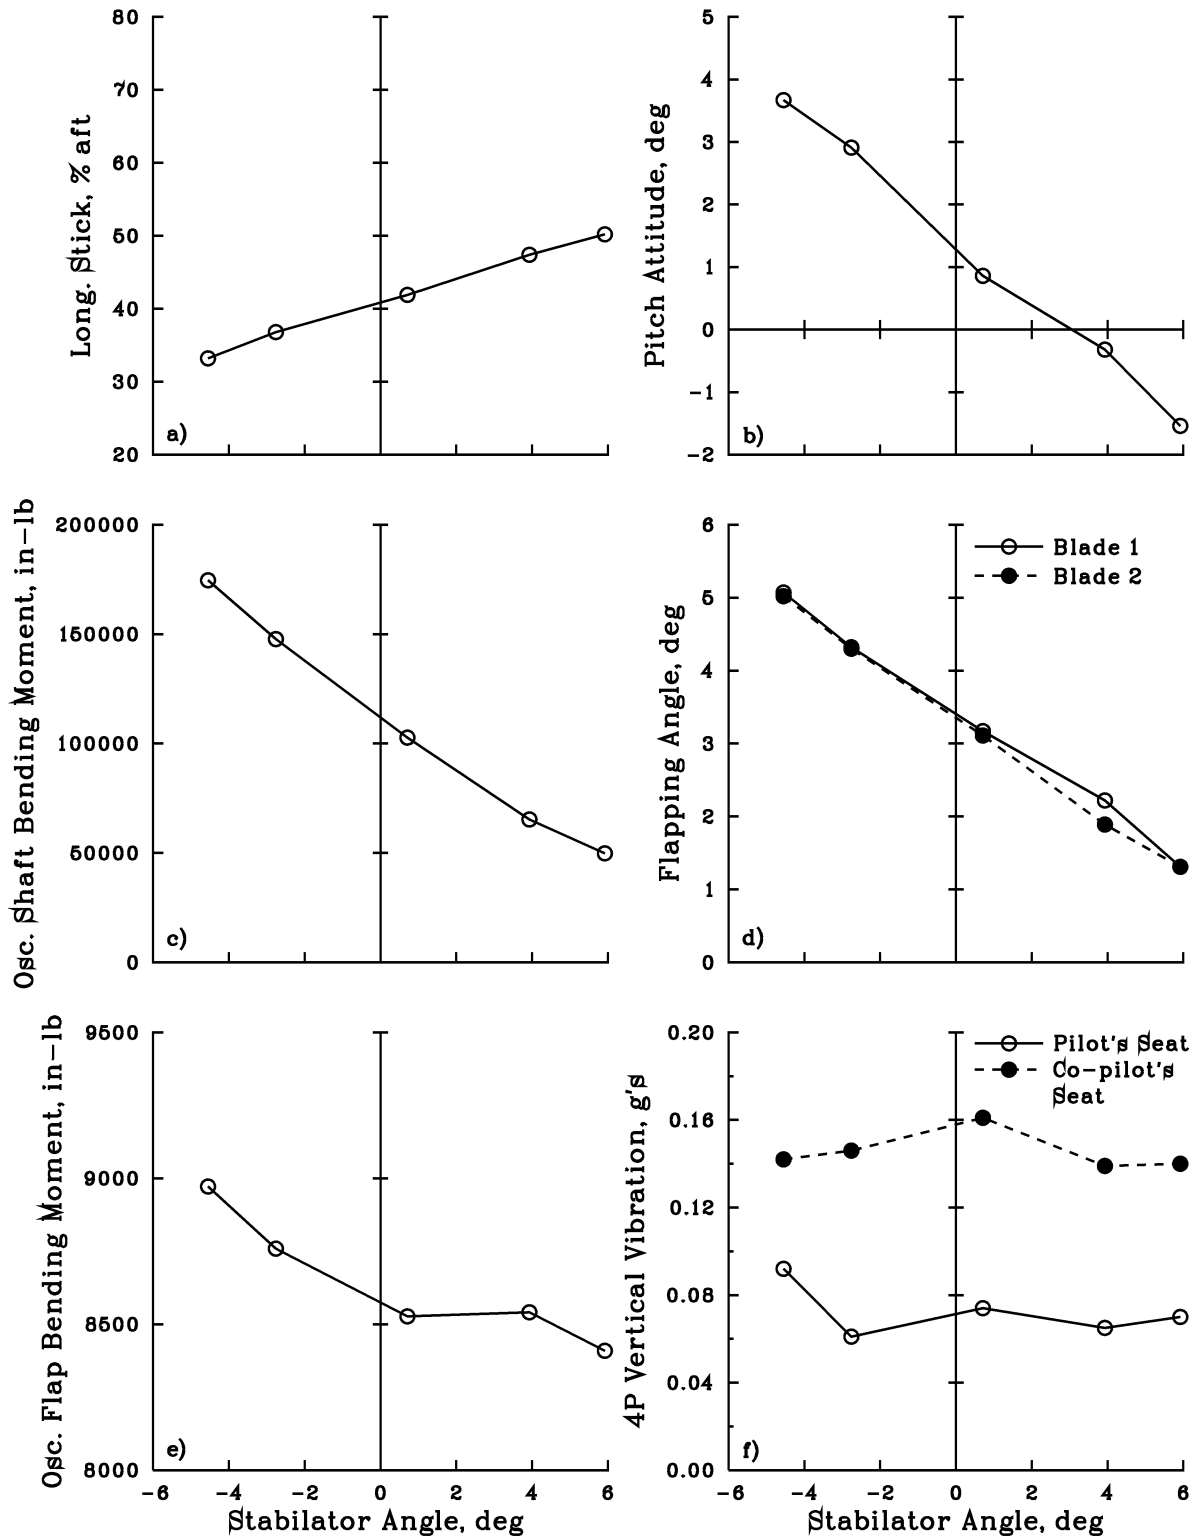 80
70
60
50
40
30
20
Long. Stick, % aft
a)
5
4
3
2
1
0
-1
-2
Pitch Attitude, deg
b)
200000
150000
100000
50000
0
Osc. Shaft Bending Moment, in-lb
c)
6
5
4
3
2
1
0
Flapping Angle, deg
Blade 1
Blade 2
d)
9500
9000
8500
8000
Osc. Flap Bending Moment, in-lb
e)
-6 -4 -2 0 2 4 6
Stabilator Angle, deg
0.20
0.16
0.12
0.08
0.04
0.00
4P Vertical Vibration, g's
Pilot's Seat
Co-pilot's
Seat
f)
-6 -4 -2 0 2 4 6
Stabilator Angle, deg